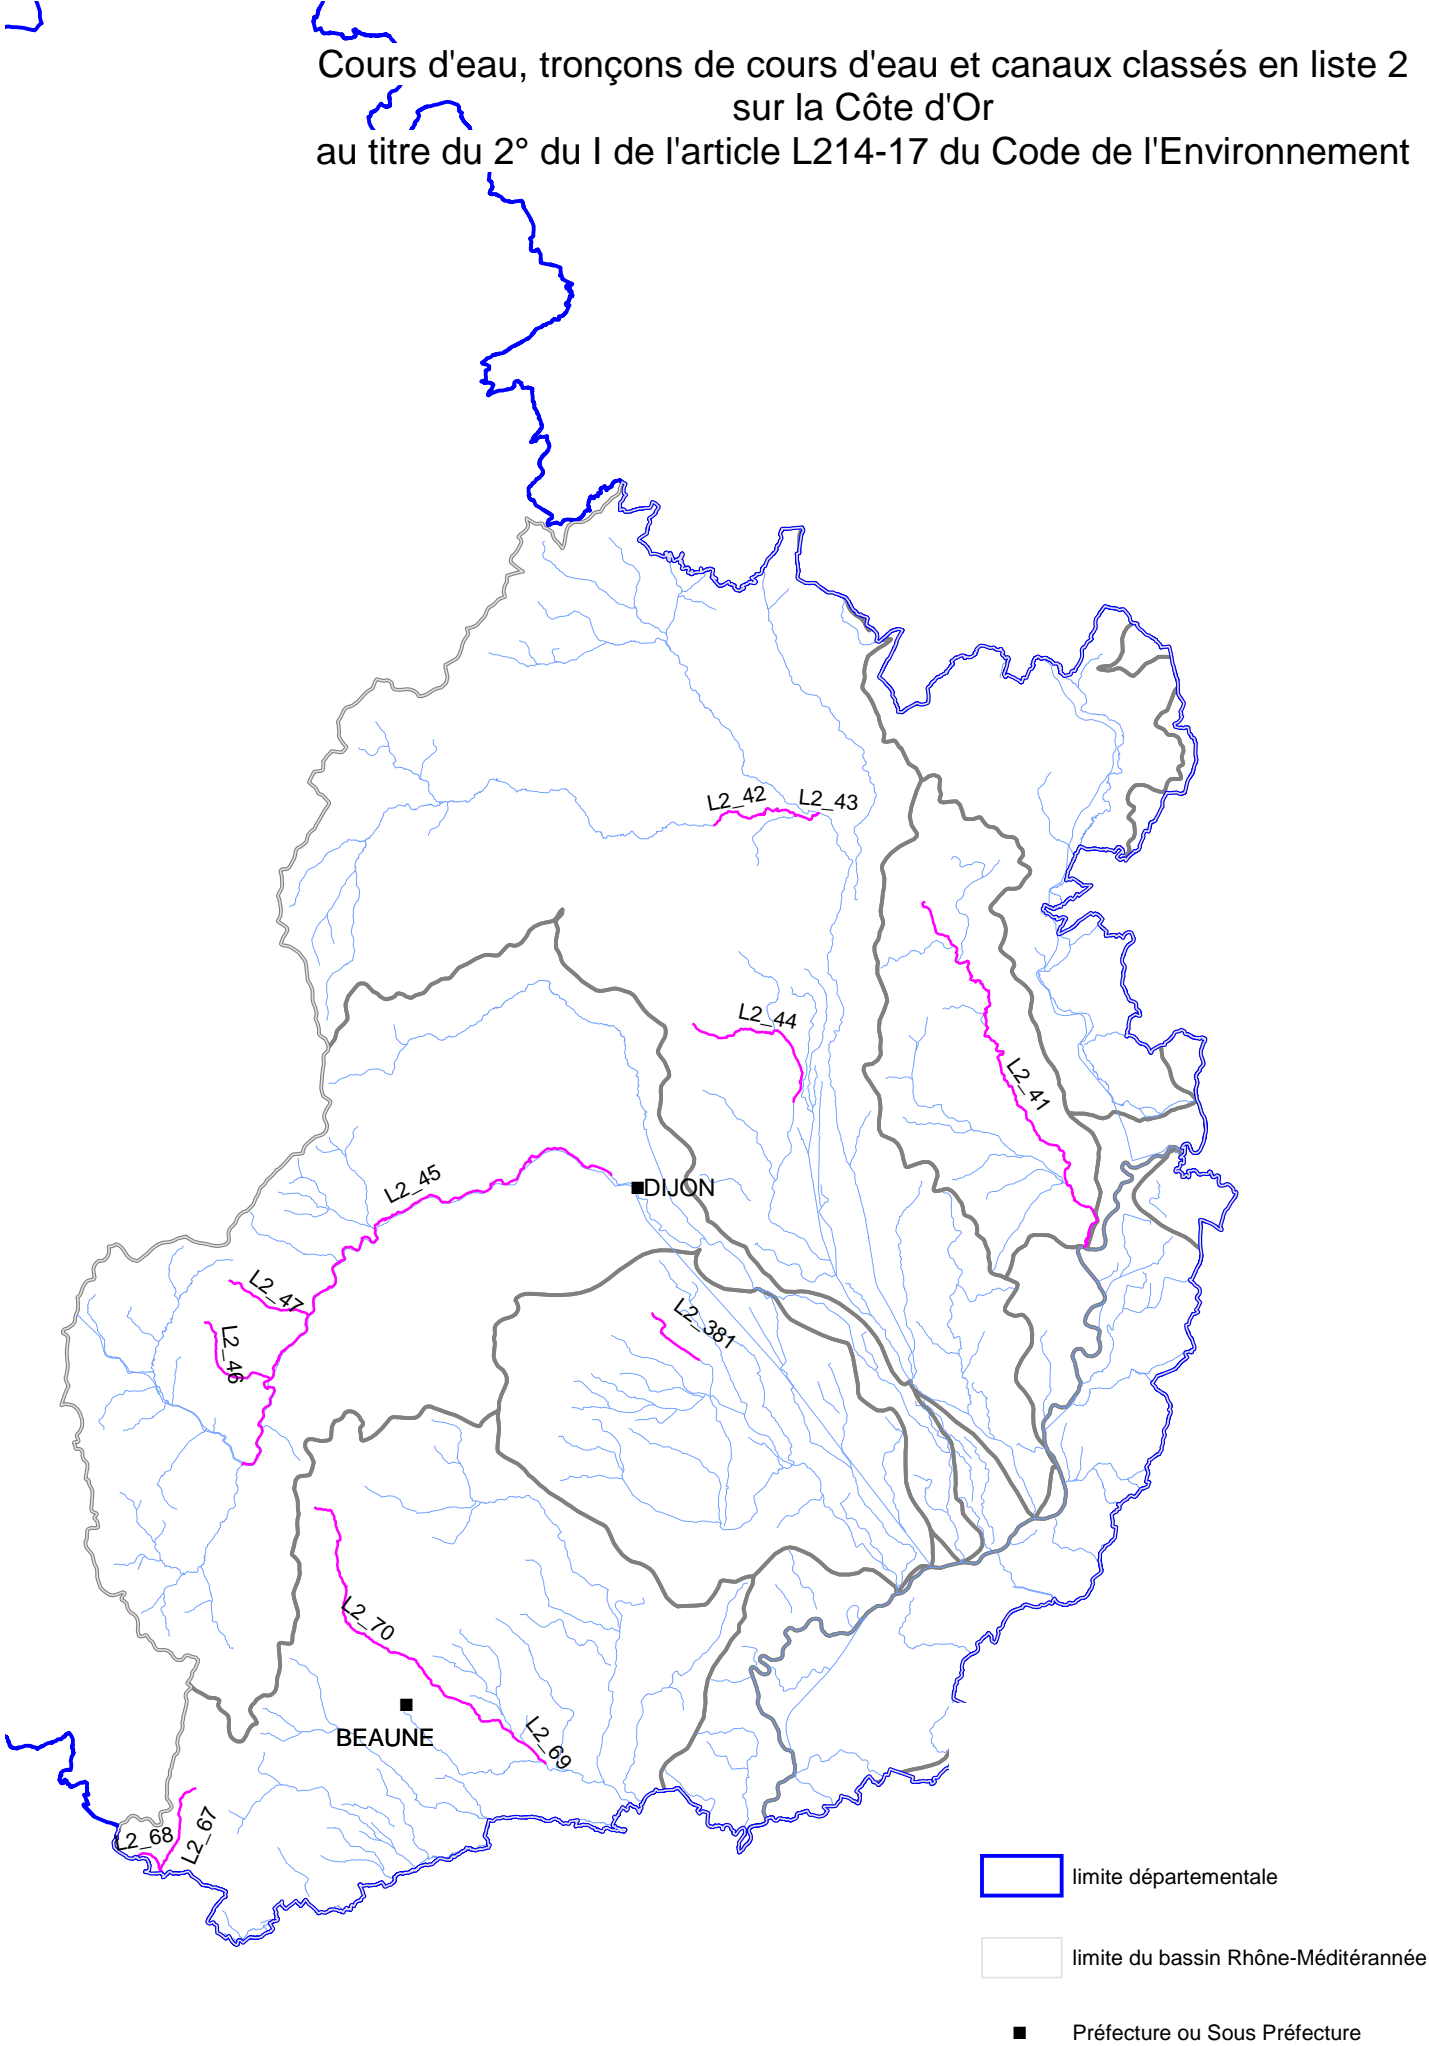 Cours d'eau, tronçons de cours d'eau et canaux classés en liste 2
sur la Côte d'Or
au titre du 2° du I de l'article L214-17 du Code de l'Environnement
L2_42
L2_43
L2_44
L2_41
L2_45
DIJON
L2_47
L2_46
L2_381
L2_70
BEAUNE
L2_69
L2_68
L2_67
limite départementale
limite du bassin Rhône-Méditérannée
Préfecture ou Sous Préfecture